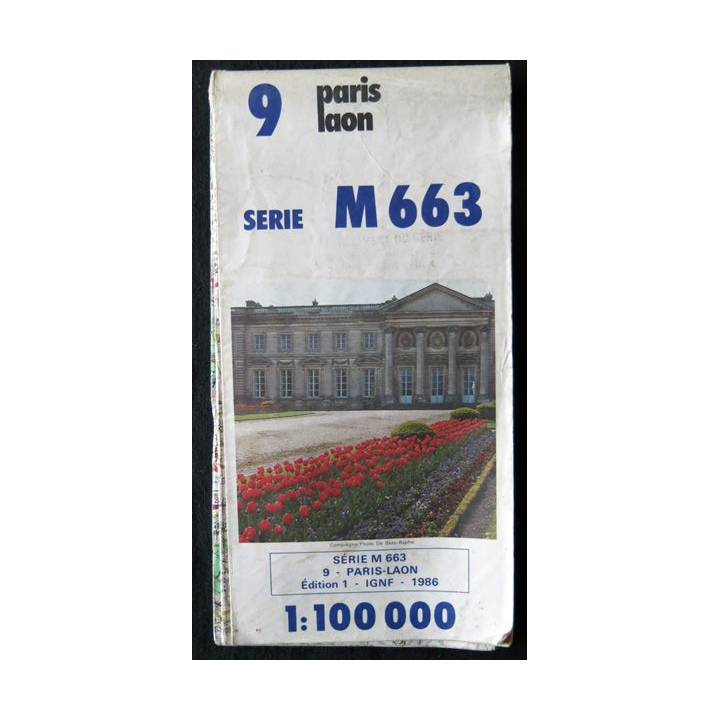 9 paris
laon
SERIE M 663
Compiègne/Photo De Sazo-Rapho
SÉRIE M 663
9 - PARIS-LAON
Édition 1 - IGNF - 1986
1:100 000